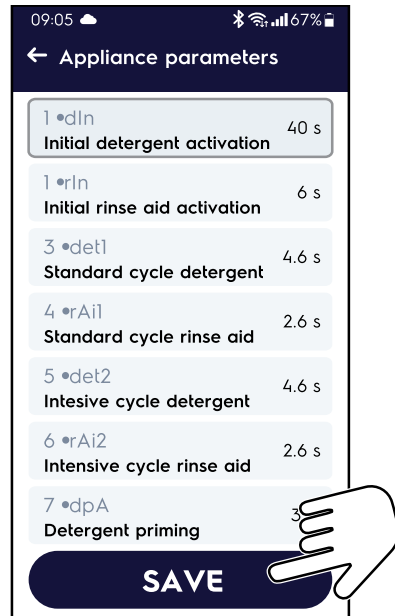 09:05 67%
← Appliance parameters
1 •dIn
Initial detergent activation
40 s
1 •rIn
Initial rinse aid activation
6 s
3 •det1
Standard cycle detergent
4.6 s
4 •rAi1
Standard cycle rinse aid
2.6 s
5 •det2
Intesive cycle detergent
4.6 s
6 •rAi2
Intensive cycle rinse aid
2.6 s
7 •dpA
Detergent priming
SAVE